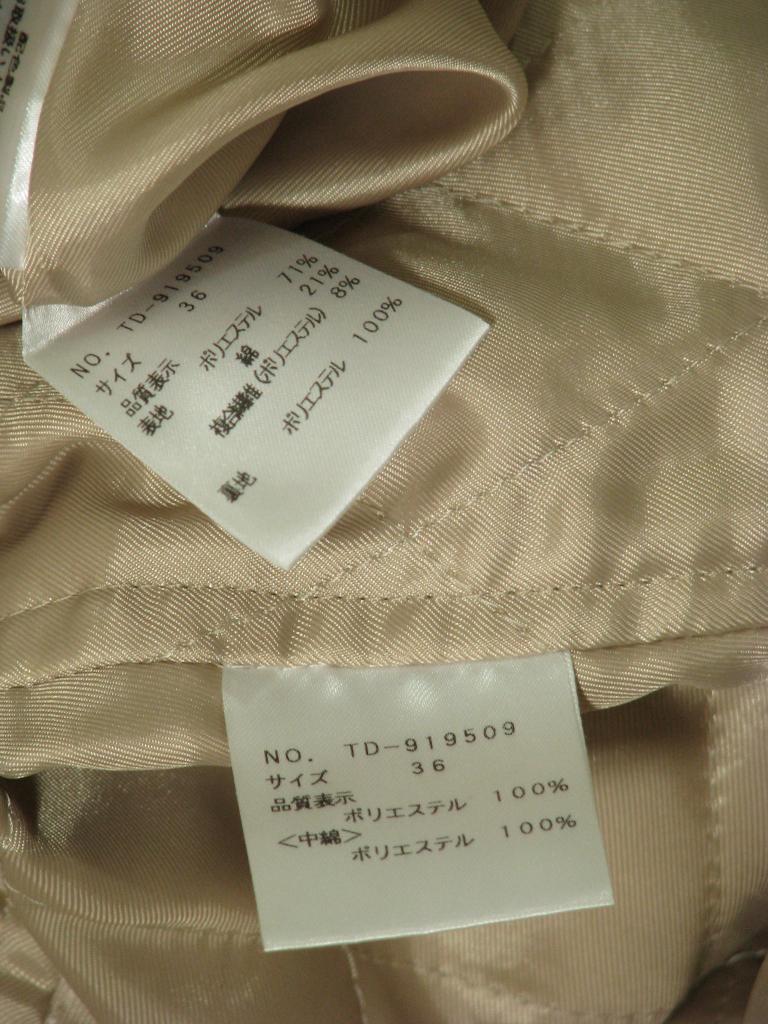 NO. TD-919509
サイズ 36
品質表示
表地 ポリエステル 71%
綿 21%
複合繊維(ポリエステル) 8%
裏地 ポリエステル 100%
NO. TD-919509
サイズ 36
品質表示
ポリエステル 100%
<中綿>
ポリエステル 100%